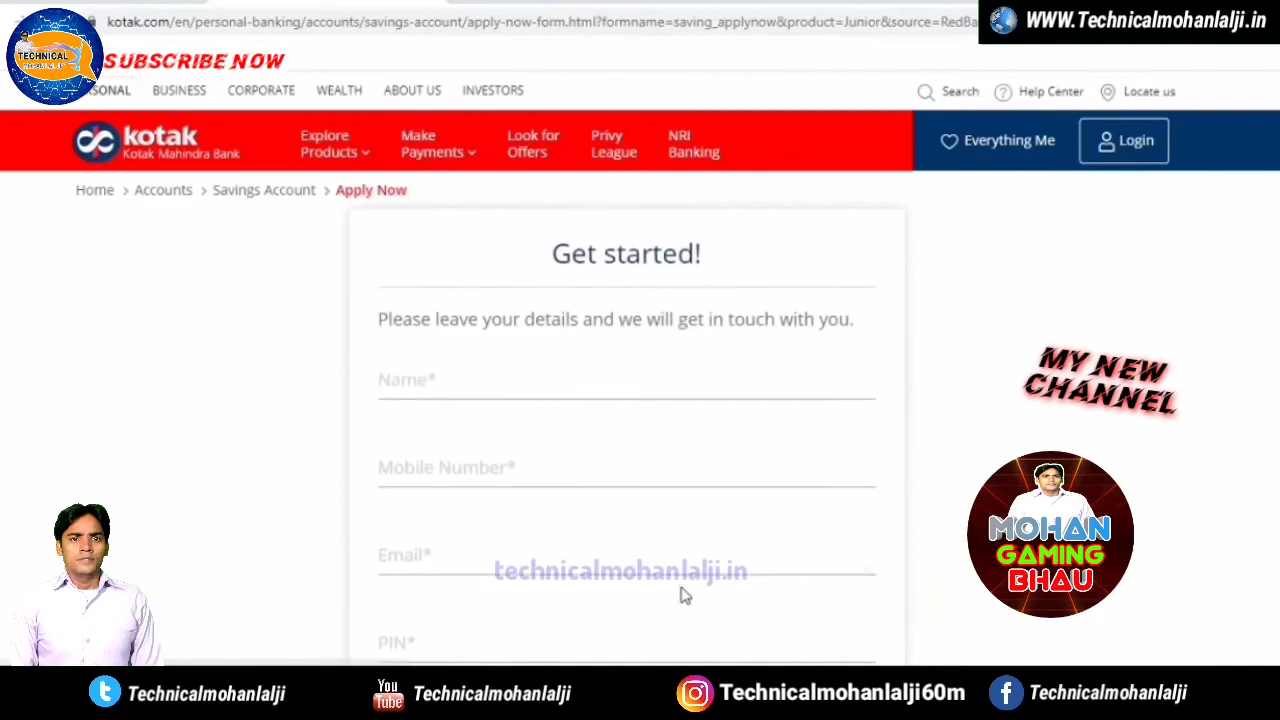 kotak.com/en/personal-banking/accounts/savings-account/apply-now-form.html?formname=saving_applynow&product=Junior&source=RedBa
WWW.Technicalmohanlalji.in
TECHNICAL
SUBSCRIBE NOW
SONAL BUSINESS CORPORATE WEALTH ABOUT US INVESTORS
Search Help Center Locate us
kotak
Kotak Mahindra Bank
Explore Products
Make Payments
Look for Offers
Privy League
NRI Banking
Everything Me
Login
Home > Accounts > Savings Account > Apply Now
Get started!
Please leave your details and we will get in touch with you.
Name*
Mobile Number*
Email*
technicalmohanlalji.in
PIN*
MY NEW
CHANNEL
MOHAN
GAMING
BHAU
Technicalmohanlalji
You
Tube
Technicalmohanlalji
Technicalmohanlalji60m
Technicalmohanlalji